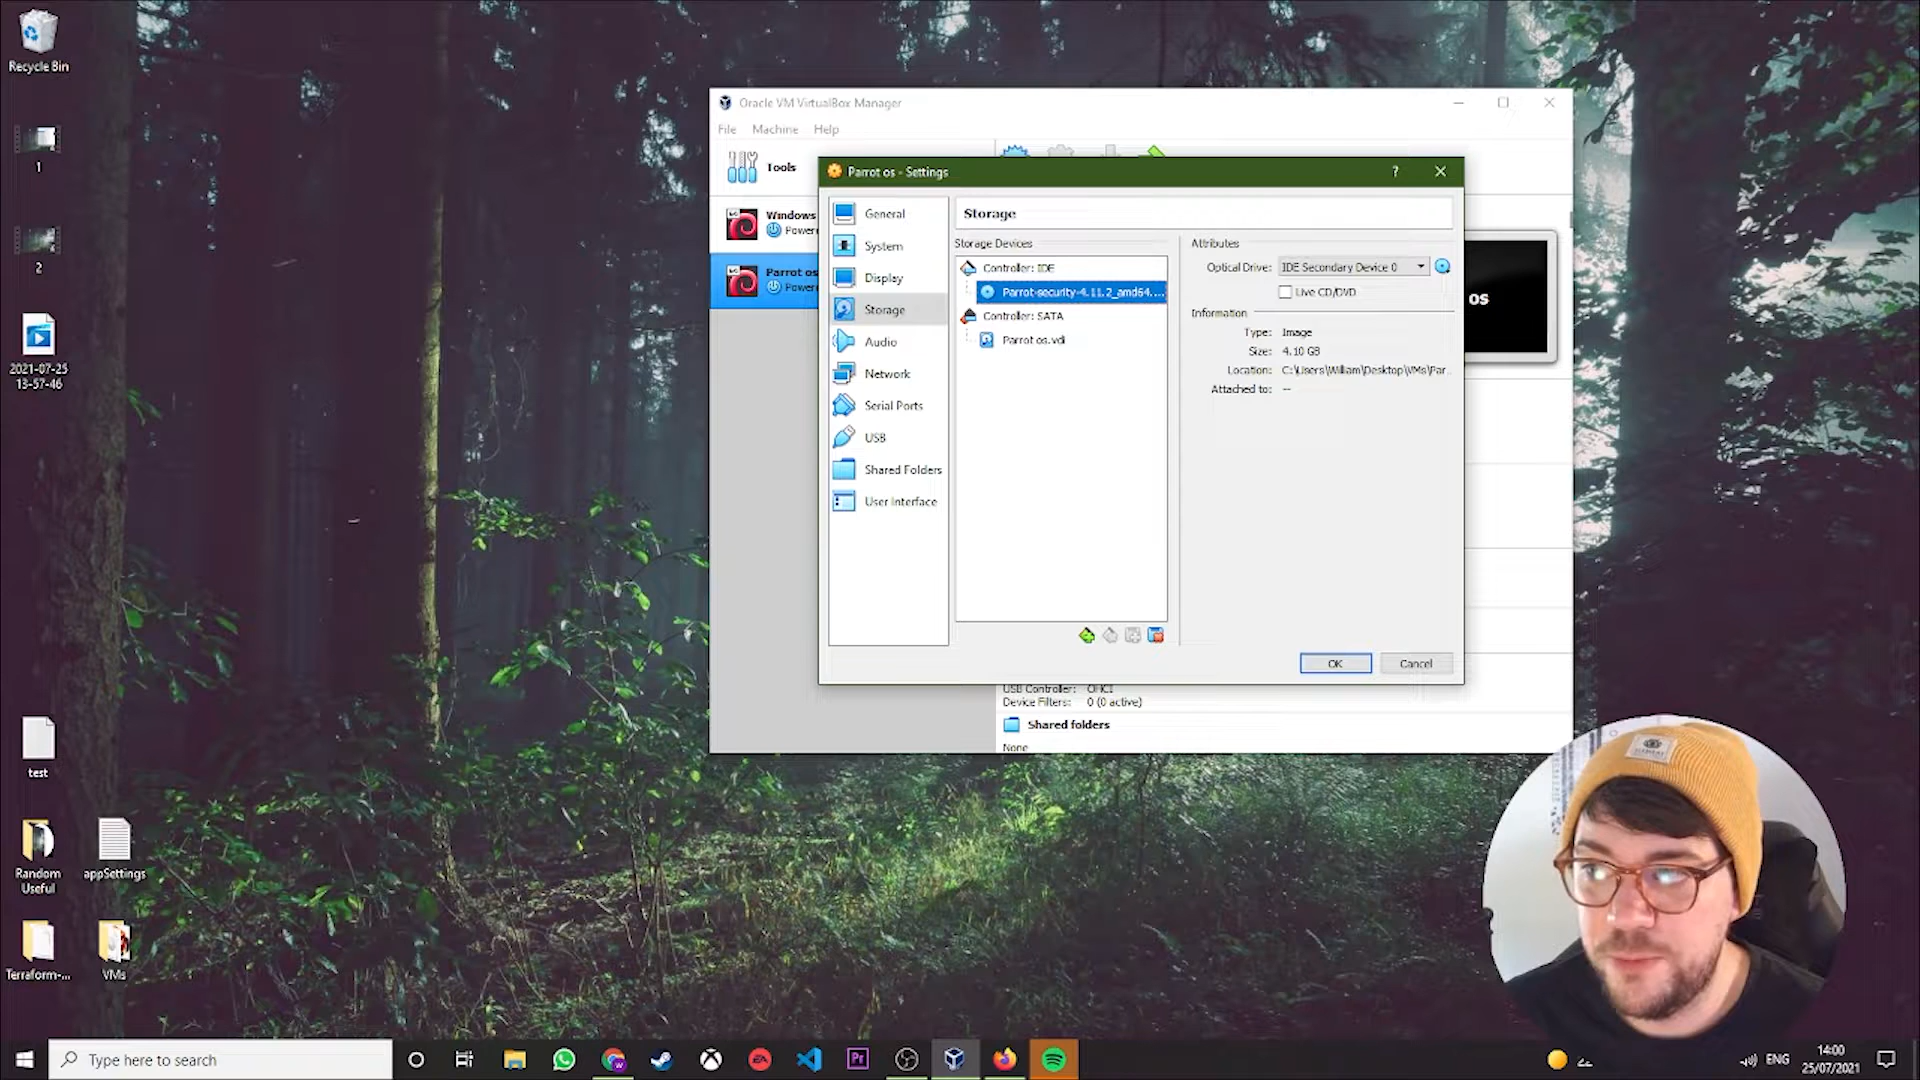 Recycle Bin
1
2
2021-07-25
13-57-46
test
Random
Useful
appSettings
Terraform-...
VMs
Oracle VM VirtualBox Manager
File Machine Help
Tools
Windows
Powere
Parrot os
Powere
Parrot os - Settings
?
General
System
Display
Storage
Audio
Network
Serial Ports
USB
Shared Folders
User Interface
Storage
Storage Devices
Controller: IDE
Parrot-security-4.11.2_amd64....
Controller: SATA
Parrot os.vdi
Attributes
Optical Drive: IDE Secondary Device 0
Live CD/DVD
Information
Type: Image
Size: 4.10 GB
Location: C:\Users\William\Desktop\VMs\Par
Attached to: --
OK Cancel
os
USB Controller: OHCI
Device Filters: 0 (0 active)
Shared folders
None
Type here to search
ENG
14:00
25/07/2021